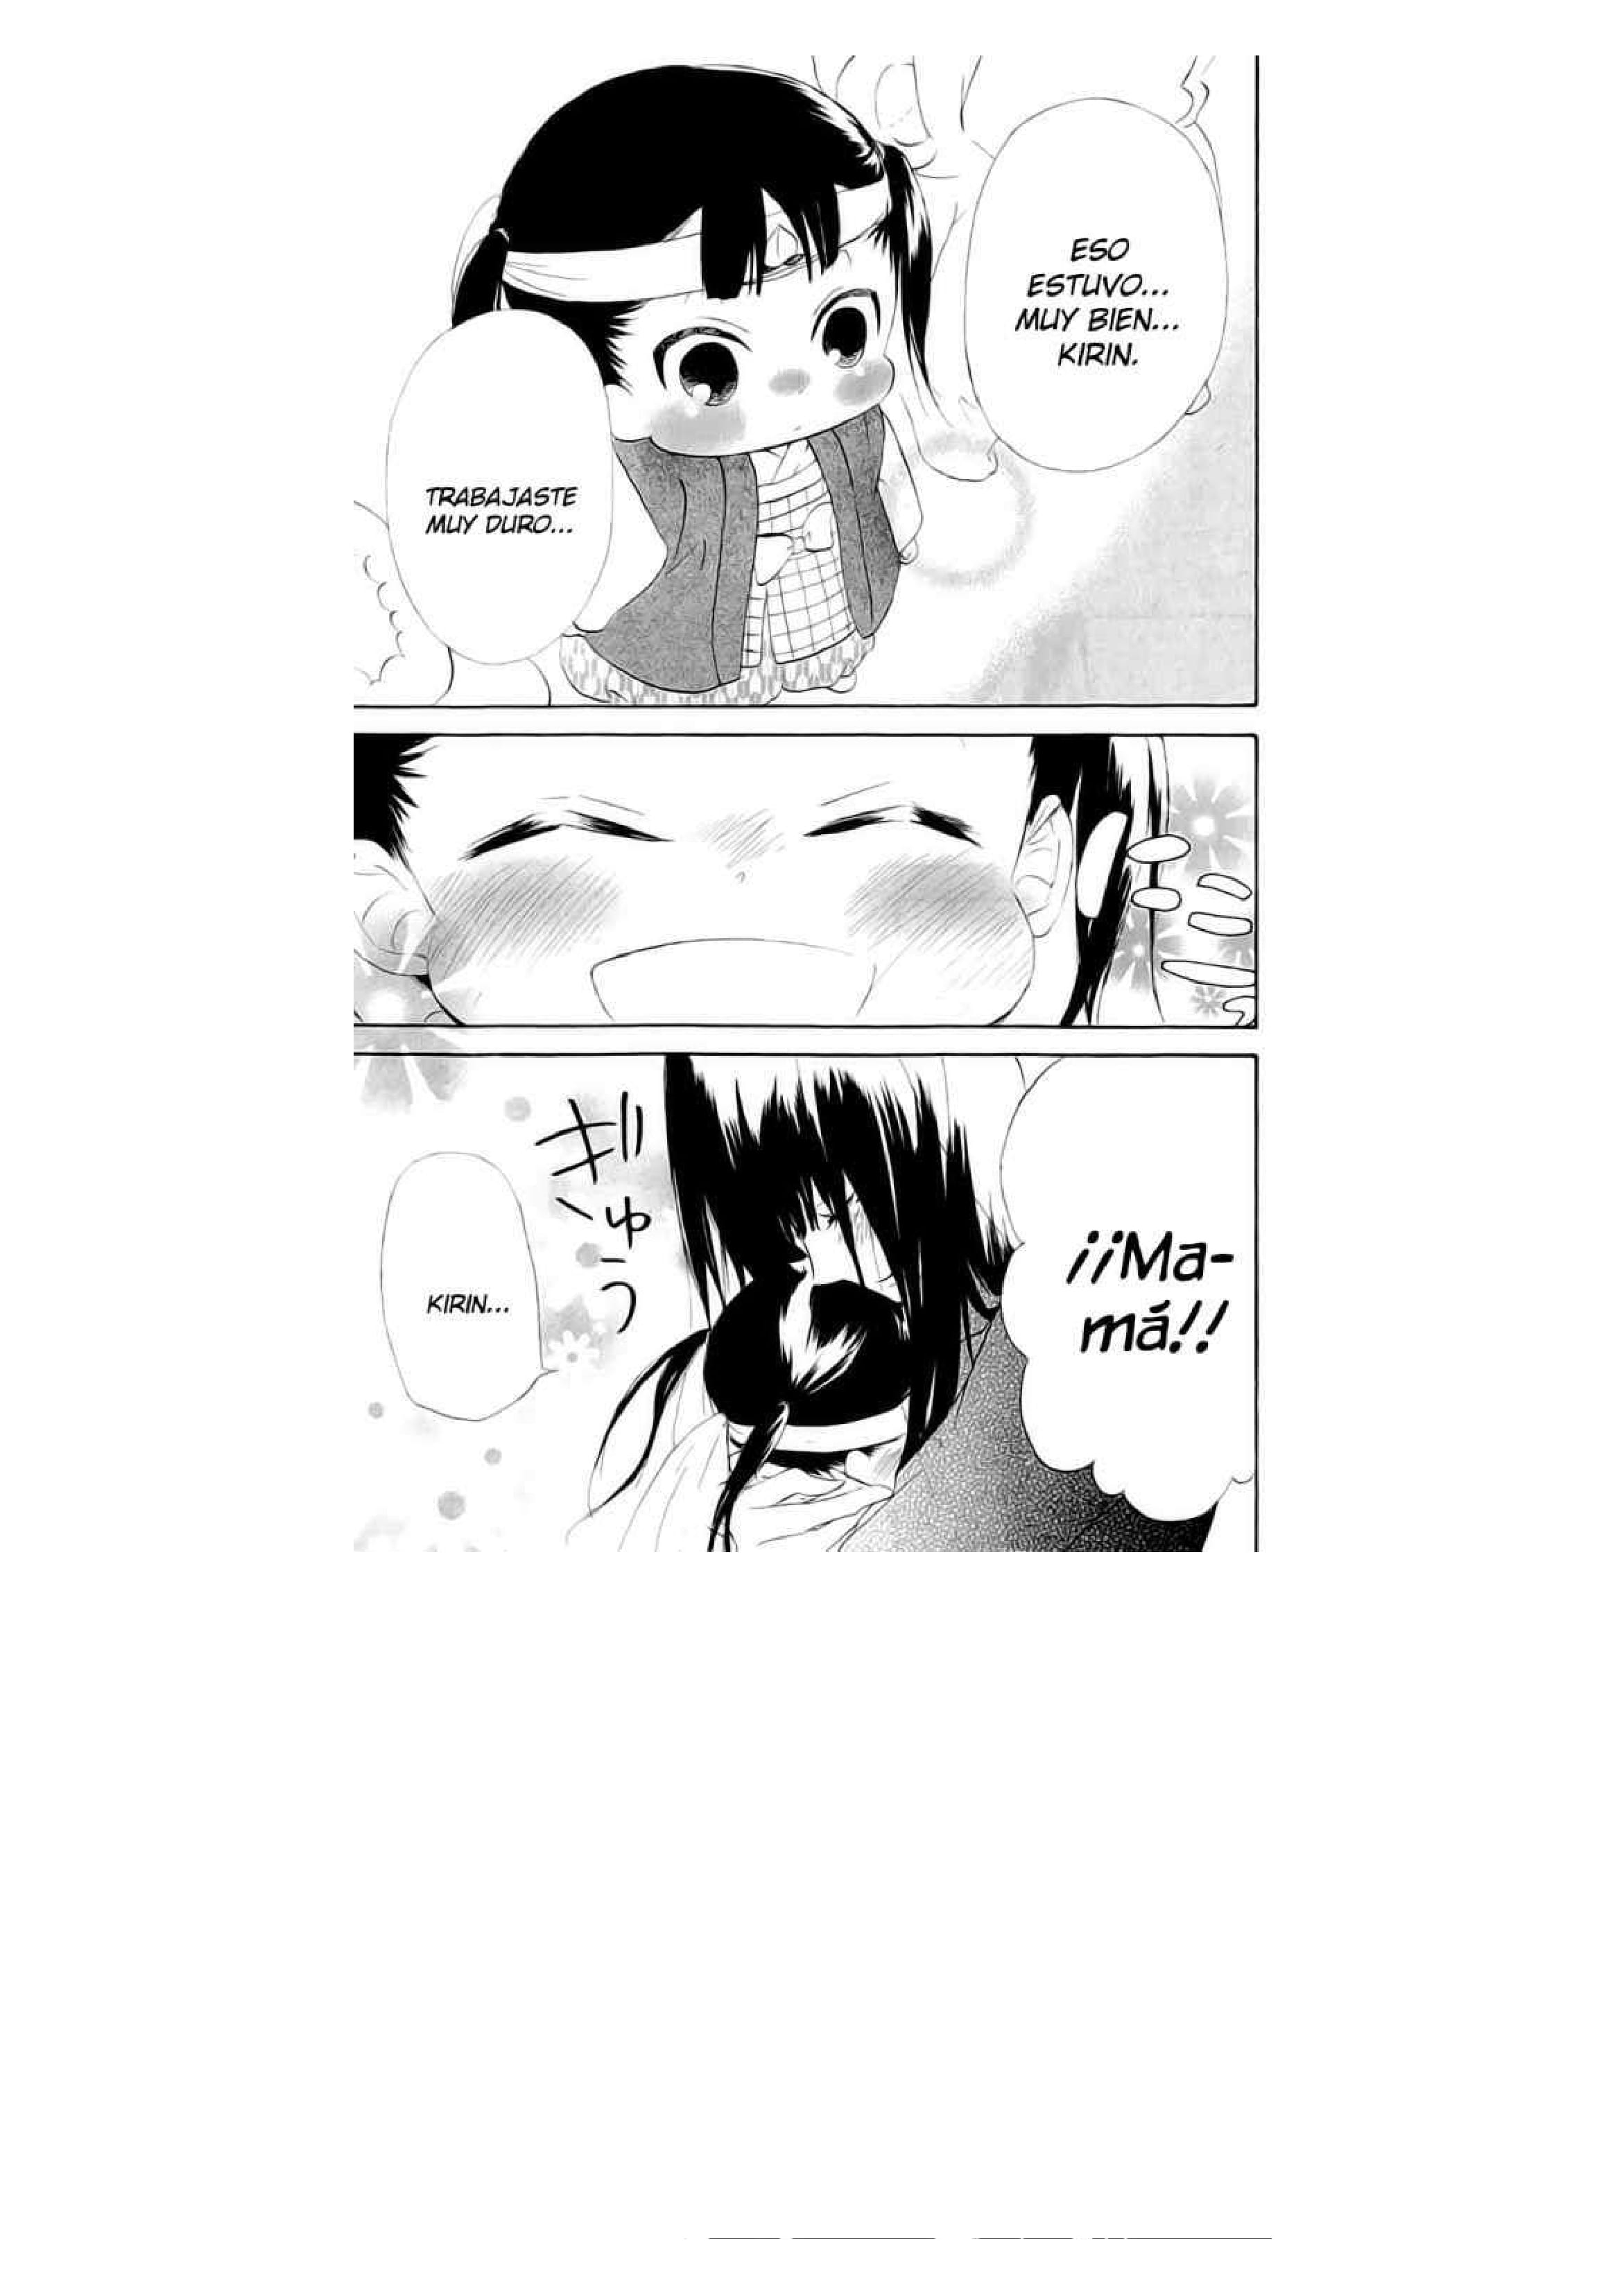 ESO
ESTUVO...
MUY BIEN...
KIRIN.
TRABAJASTE
MUY DURO...
¡¡Ma-
má!!
ぎゅう
KIRIN...